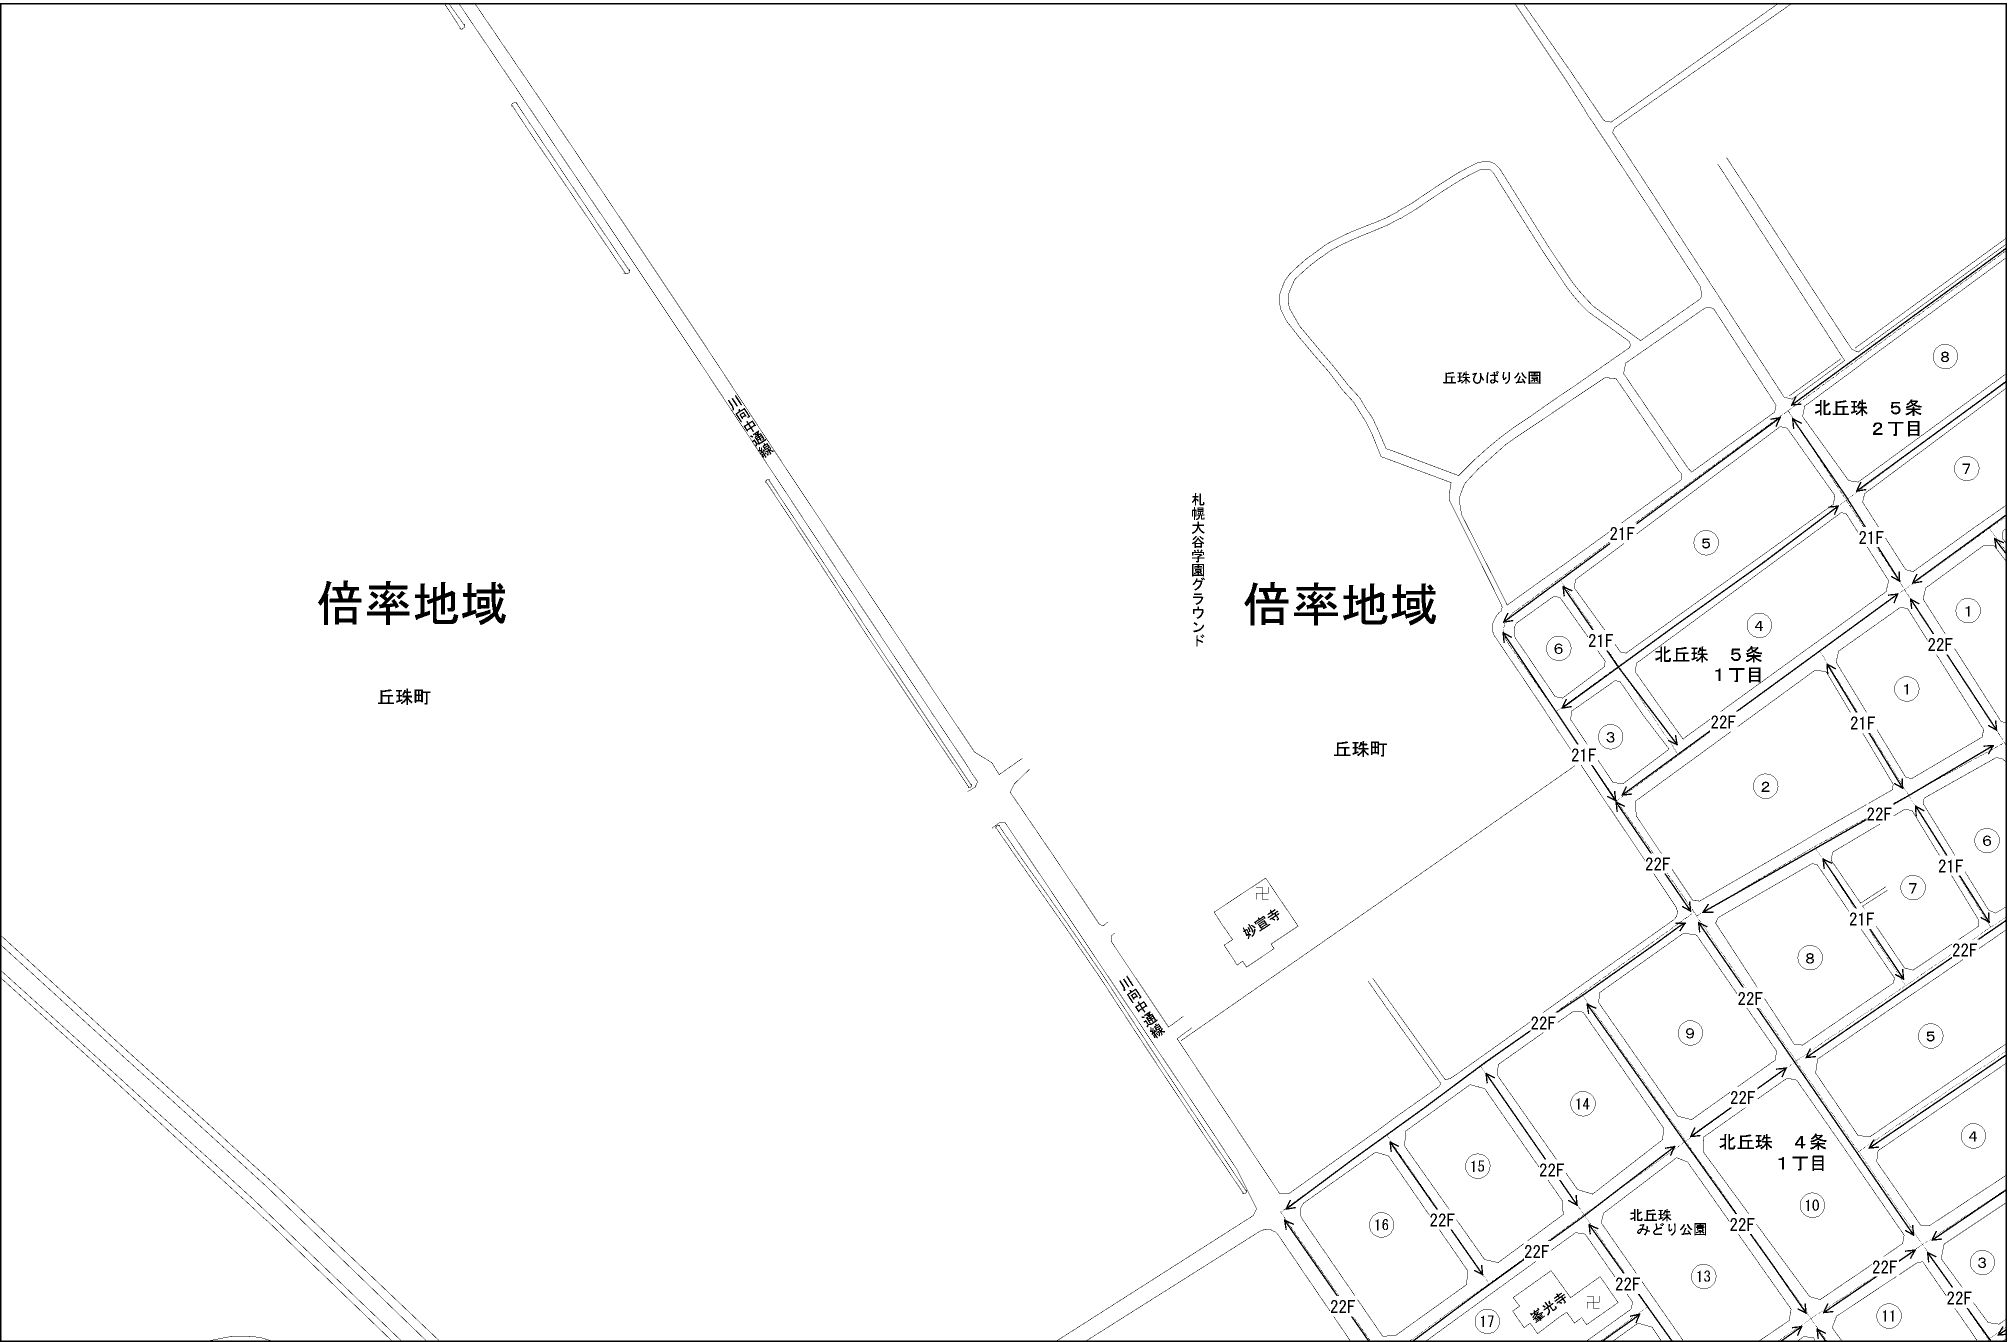 8
丘珠ひばり公園
北丘珠　5条
2丁目
川向中通線
7
札幌大谷学園グラウンド
21F
21F
5
倍率地域
倍率地域
1
4
21F
6
22F
北丘珠　5条
1丁目
丘珠町
1
22F
21F
3
丘珠町
21F
2
22F
6
22F
21F
7
卍
妙宣寺
21F
22F
8
22F
川向中通線
22F
9
5
22F
14
4
北丘珠　4条
1丁目
15
22F
10
北丘珠
みどり公園
22F
16
22F
22F
3
22F
13
22F
22F
卍
峯光寺
22F
22F
11
17